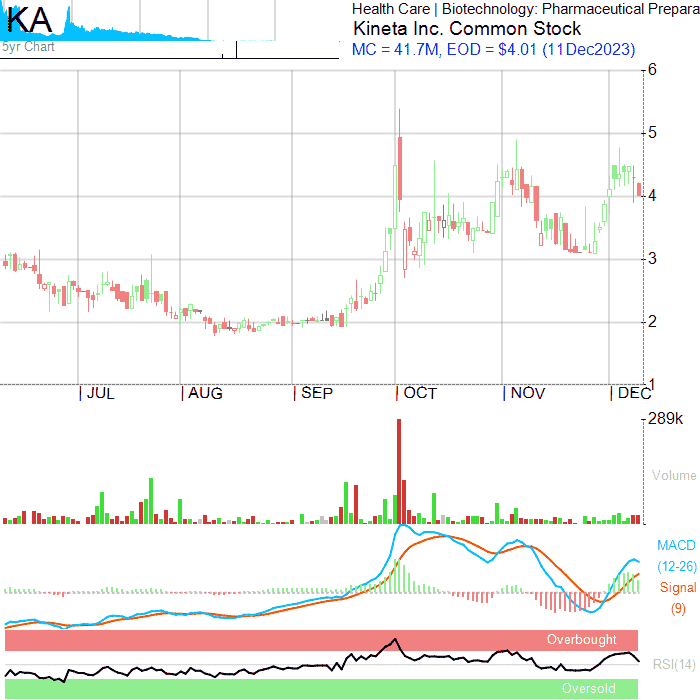 KA
5yr Chart
Health Care | Biotechnology: Pharmaceutical Prepara
Kineta Inc. Common Stock
MC = 41.7M, EOD = $4.01 (11Dec2023)
6
5
4
3
2
1
JUL
AUG
SEP
OCT
NOV
DEC
289k
Volume
MACD
(12-26)
Signal
(9)
Overbought
RSI(14)
Oversold